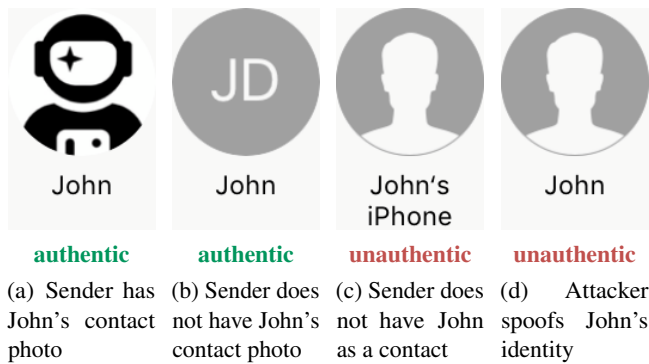 JD
John
John
John's
iPhone
John
authentic
authentic
unauthentic
unauthentic
(a) Sender has
John's contact
photo
(b) Sender does
not have John's
contact photo
(c) Sender does
not have John
as a contact
(d) Attacker
spoofs John's
identity